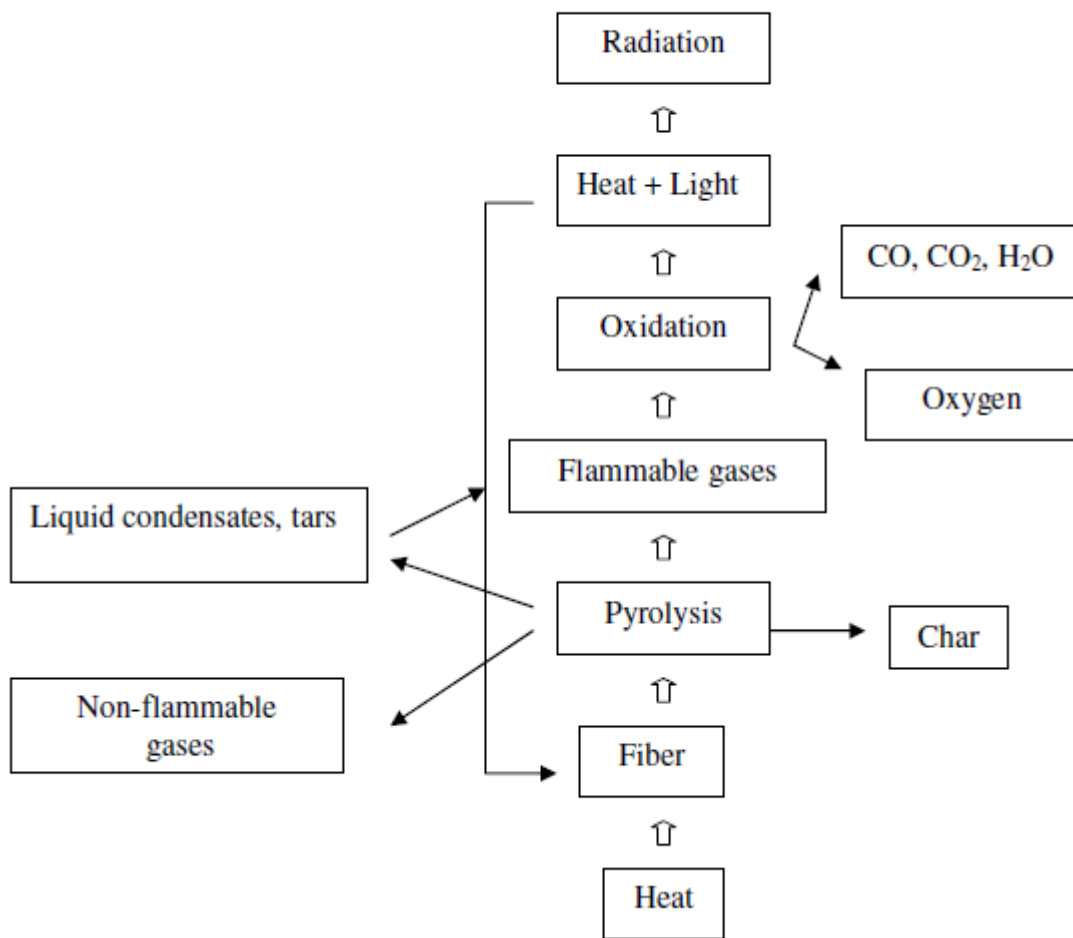 Radiation
Heat + Light
CO, CO₂, H₂O
Oxidation
Oxygen
Flammable gases
Liquid condensates, tars
Pyrolysis
Char
Non-flammable
gases
Fiber
Heat